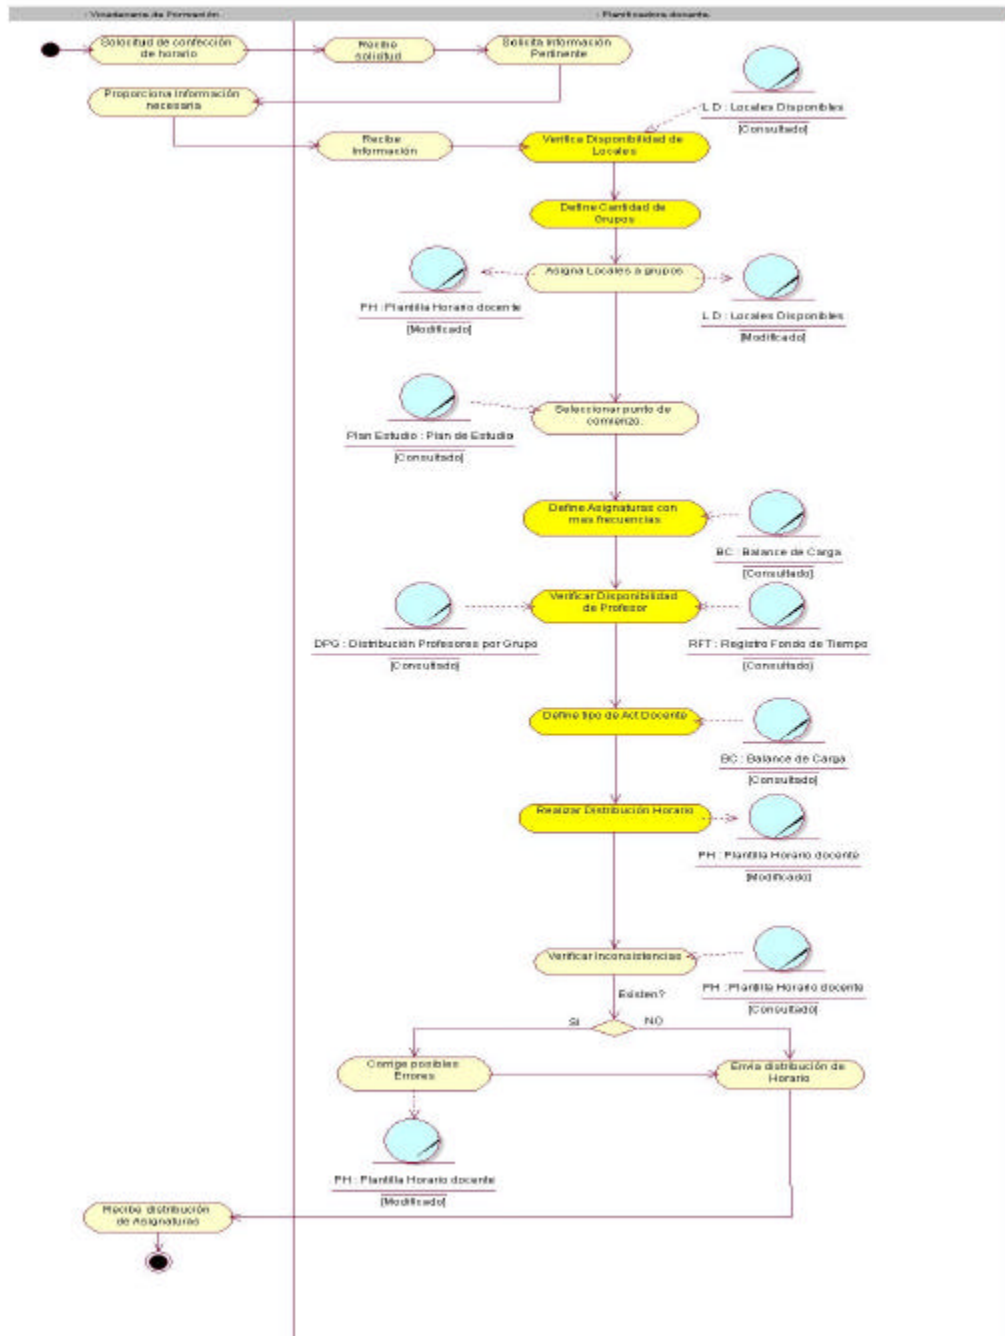 : Vicedecano de Formación
: Planificadora docente
Solocitud de confección
de horario
Recibe
solicitud
Solicita Información
Pertinente
Proporciona Información
necesaria
L D : Locales Disponibles
[Consultado]
Recibe
Información
Verifica Disponibilidad de
Locales
Define Cantidad de
Grupos
Asigna Locales a grupos
PH : Plantilla Horario docente
[Modificado]
L D : Locales Disponibles
[Modificado]
Seleccionar punto de
comienzo.
Plan Estudio : Plan de Estudio
[Consultado]
Define Asignaturas con
mas frecuencias
BC : Balance de Carga
[Consultado]
Verificar Disponibilidad
de Profesor
DPG : Distribución Profesores por Grupo
[Consultado]
RFT : Registro Fondo de Tiempo
[Consultado]
Define tipo de Act Docente
BC : Balance de Carga
[Consultado]
Realizar Distribución Horario
PH : Plantilla Horario docente
[Modificado]
Verificar Inconsistencias
PH : Plantilla Horario docente
[Consultado]
Existen?
SI
NO
Corrige posibles
Errores
Envia distribución de
Horario
PH : Plantilla Horario docente
[Modificado]
Recibe distribución
de Asignaturas